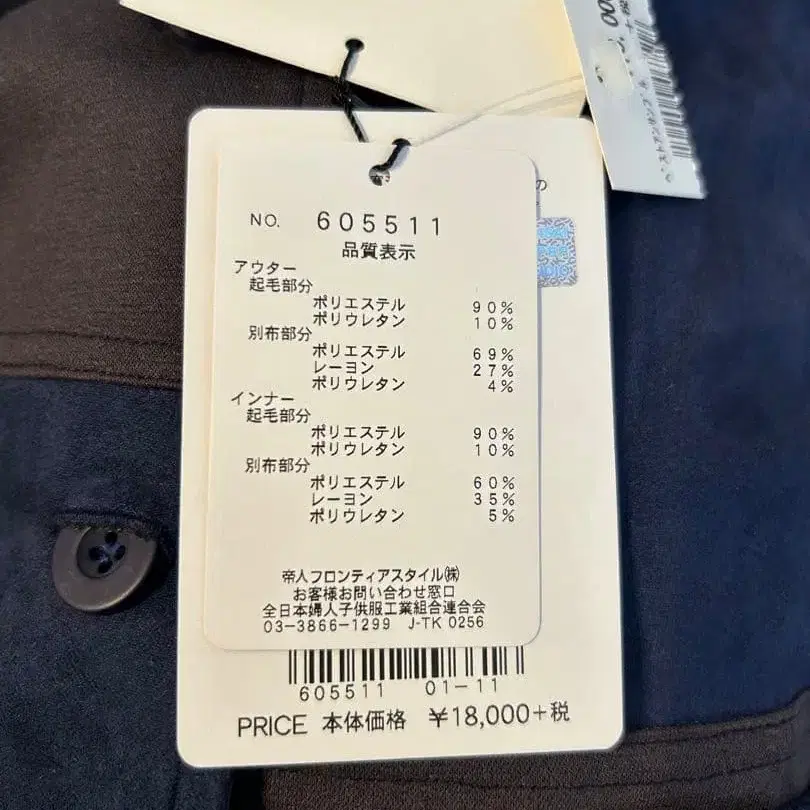 NO. 605511
品質表示
アウター
起毛部分
ポリエステル 90%
ポリウレタン 10%
別布部分
ポリエステル 69%
レーヨン 27%
ポリウレタン 4%
インナー
起毛部分
ポリエステル 90%
ポリウレタン 10%
別布部分
ポリエステル 60%
レーヨン 35%
ポリウレタン 5%
帝人フロンティアスタイル㈱
お客様お問い合わせ窓口
全日本婦人子供服工業組合連合会
03-3866-1299 J-TK 0256
605511 01-11
PRICE 本体価格 ¥18,000+税
の